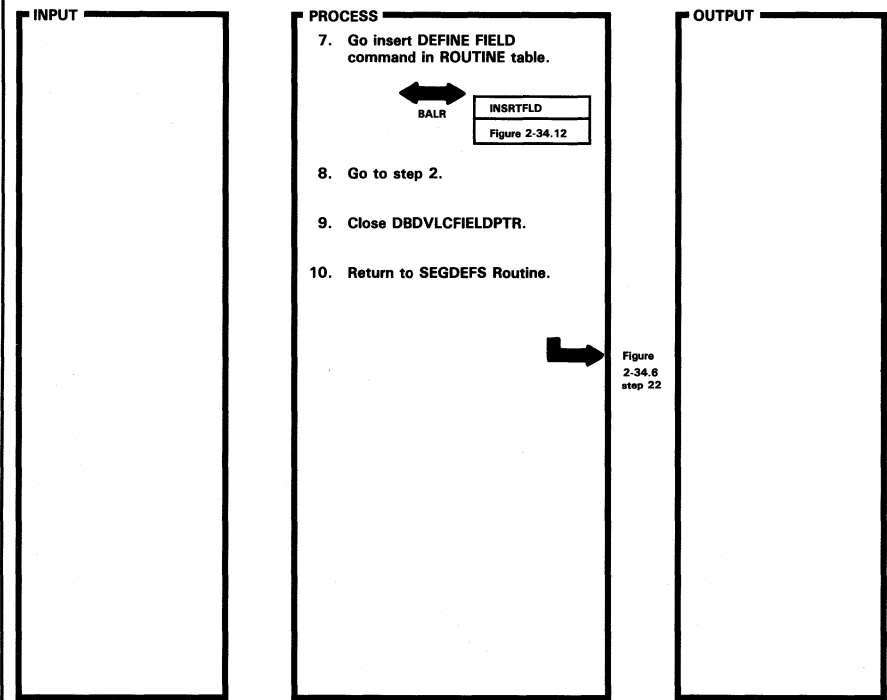 INPUT
PROCESS
OUTPUT
7. Go insert DEFINE FIELD
command in ROUTINE table.
BALR
INSRTFLD
Figure 2-34.12
8. Go to step 2.
9. Close DBDVLCFIELDPTR.
10. Return to SEGDEFS Routine.
Figure
2-34.6
step 22